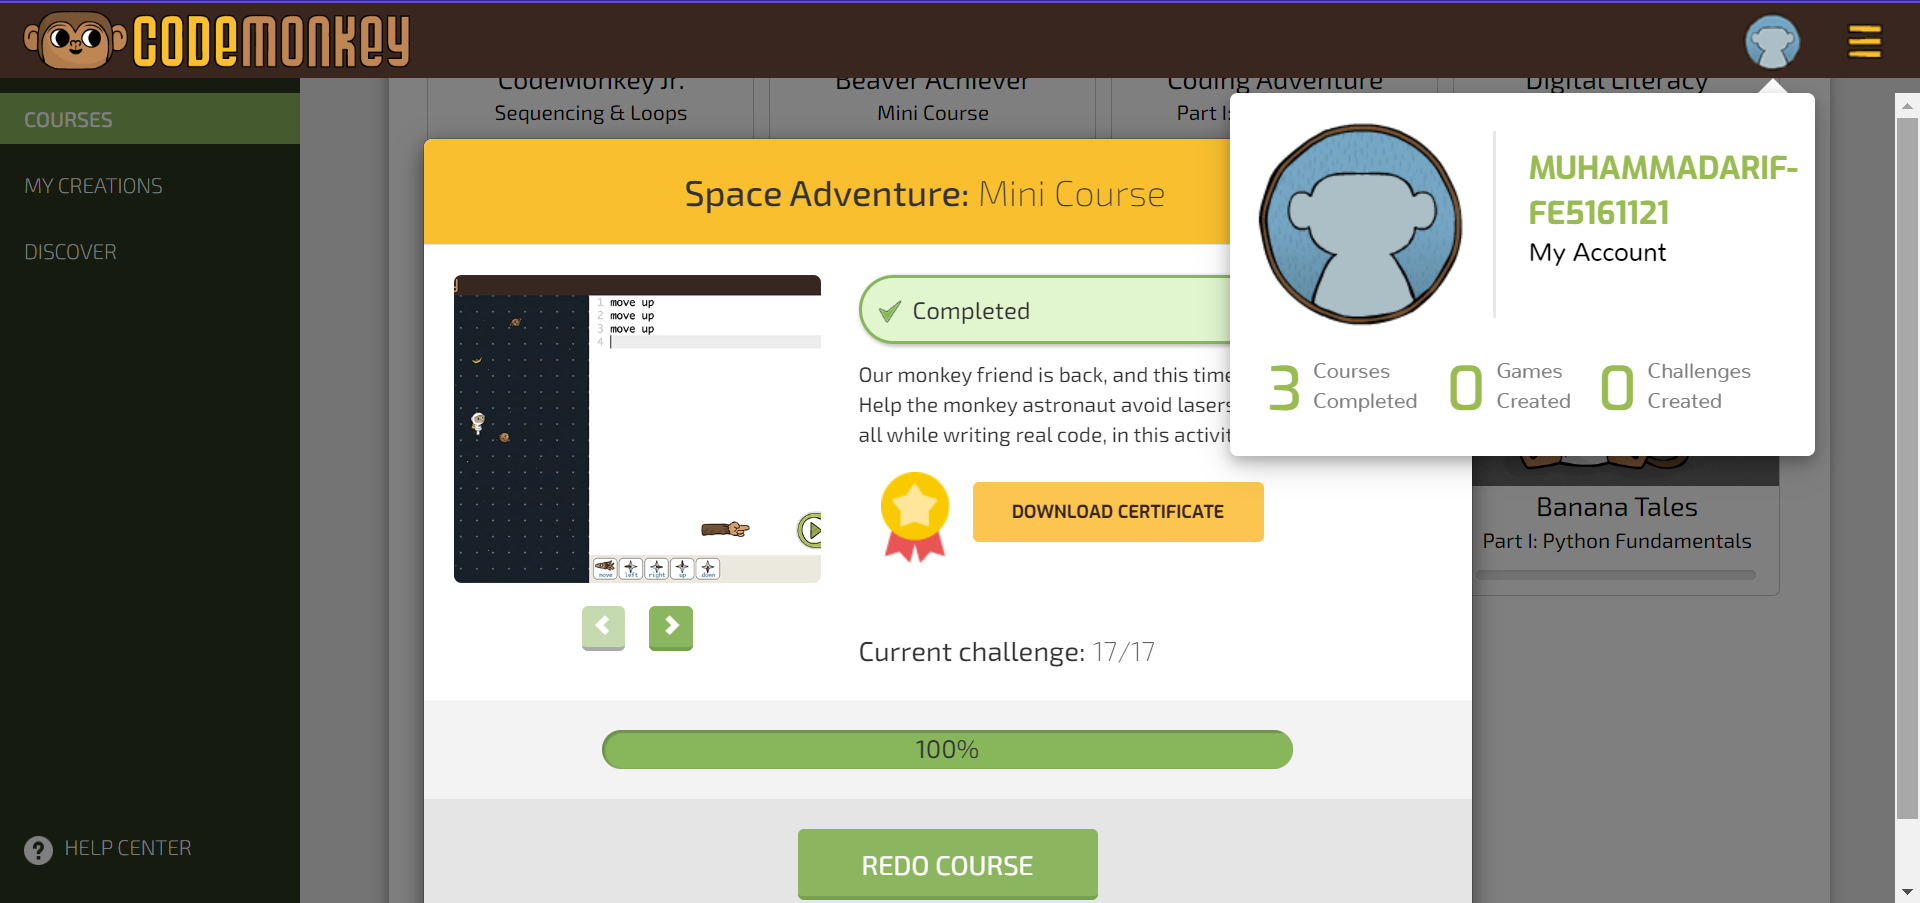 CODEMONKEY
COURSES
MY CREATIONS
DISCOVER
HELP CENTER
CodeMonkey Jr.
Sequencing & Loops
Beaver Achiever
Mini Course
Coding Adventure
Part I:
Digital Literacy
Space Adventure: Mini Course
1 move up
2 move up
3 move up
4
move left right up down
Completed
Our monkey friend is back, and this time
Help the monkey astronaut avoid lasers
all while writing real code, in this activit
DOWNLOAD CERTIFICATE
Current challenge: 17/17
100%
REDO COURSE
MUHAMMADARIF-
FE5161121
My Account
3 Courses Completed
0 Games Created
0 Challenges Created
Banana Tales
Part I: Python Fundamentals